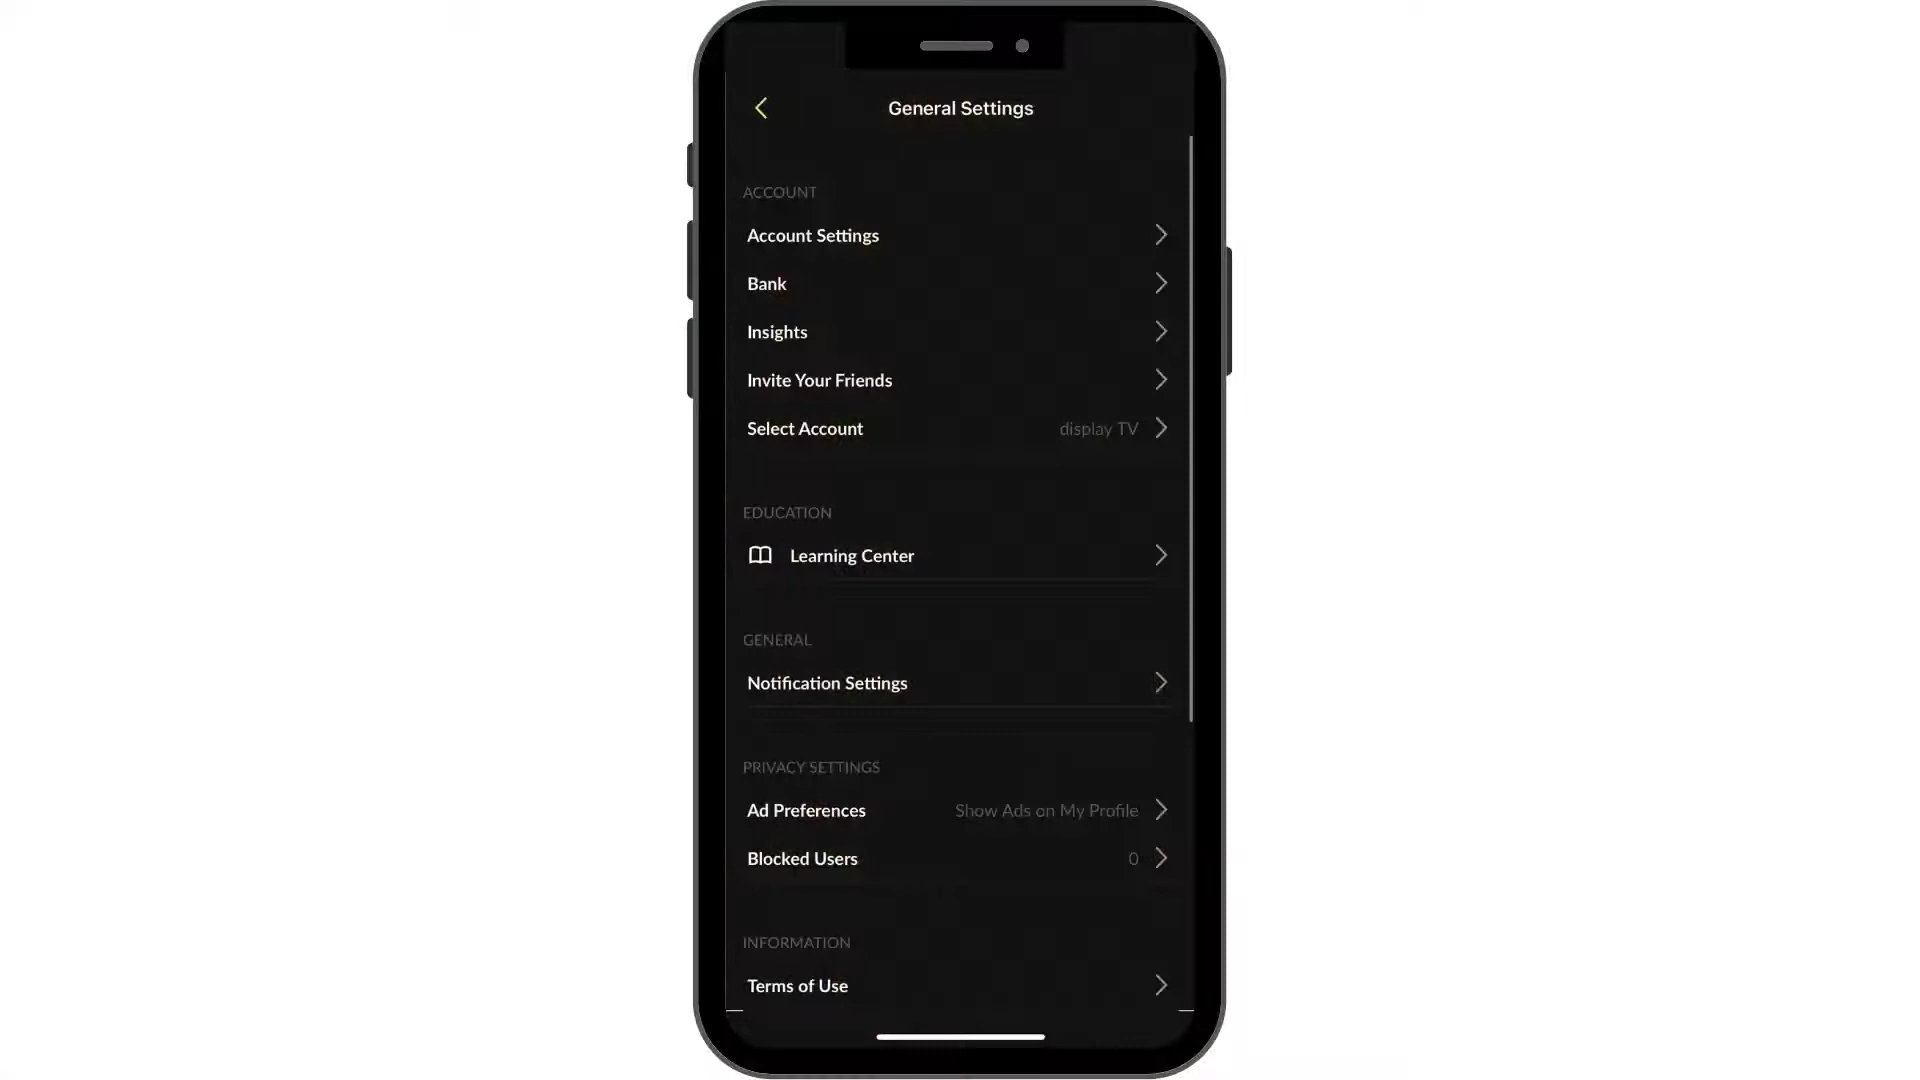 General Settings
ACCOUNT
Account Settings
Bank
Insights
Invite Your Friends
Select Account display TV
EDUCATION
Learning Center
GENERAL
Notification Settings
PRIVACY SETTINGS
Ad Preferences Show Ads on My Profile
Blocked Users 0
INFORMATION
Terms of Use